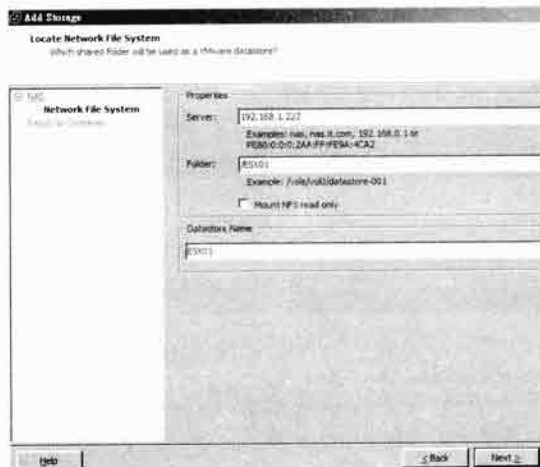 Add Storage
Locate Network File System
Which shared folder will be used as a VMware datastore?
NAS
Network File System
Ready to Complete
Properties
Server:
192.168.1.227
Examples: nas, nas.it.com, 192.168.0.1 or
FE80:0:0:0:2AA:FF:FE9A:4CA2
Folder:
/ESX01
Example: /vols/vol0/datastore-001
Mount NFS read only
Datastore Name
ESX01
Help
< Back
Next >